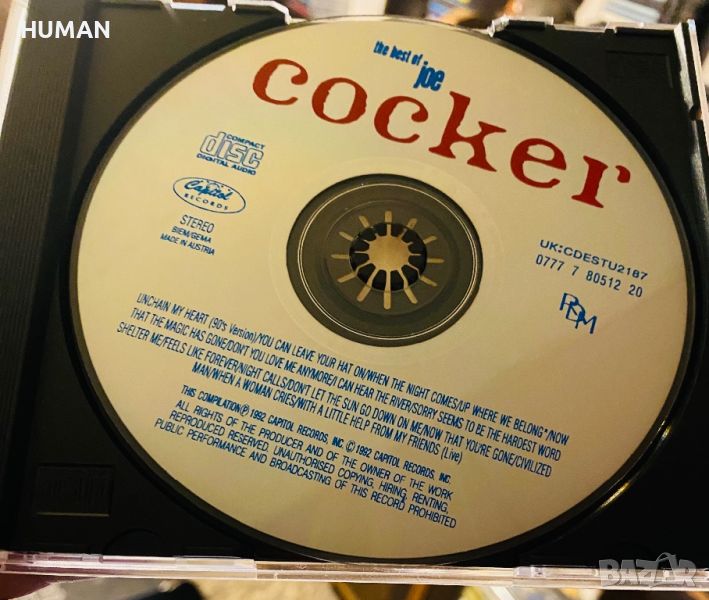 HUMAN
the best of
joe
cocker
COMPACT
disc
DIGITAL AUDIO
Capitol
RECORDS
STEREO
BIEM/GEMA
MADE IN AUSTRIA
UK:CDESTU2187
0777 7 80512 20
UNCHAIN MY HEART (90's Version)/YOU CAN LEAVE YOUR HAT ON/WHEN THE NIGHT COMES/UP WHERE WE BELONG*/NOW
THAT THE MAGIC HAS GONE/DON'T YOU LOVE ME ANYMORE/I CAN HEAR THE RIVER/SORRY SEEMS TO BE THE HARDEST WORD
SHELTER ME/FEELS LIKE FOREVER/NIGHT CALLS/DON'T LET THE SUN GO DOWN ON ME/NOW THAT YOU'RE GONE/CIVILIZED
MAN/WHEN A WOMAN CRIES/WITH A LITTLE HELP FROM MY FRIENDS (Live)
THIS COMPILATION ℗ 1992 CAPITOL RECORDS, INC. © 1992 CAPITOL RECORDS, INC.
ALL RIGHTS OF THE PRODUCER AND OF THE OWNER OF THE WORK
REPRODUCED RESERVED. UNAUTHORISED COPYING, HIRING, RENTING,
PUBLIC PERFORMANCE AND BROADCASTING OF THIS RECORD PROHIBITED
BAZAR